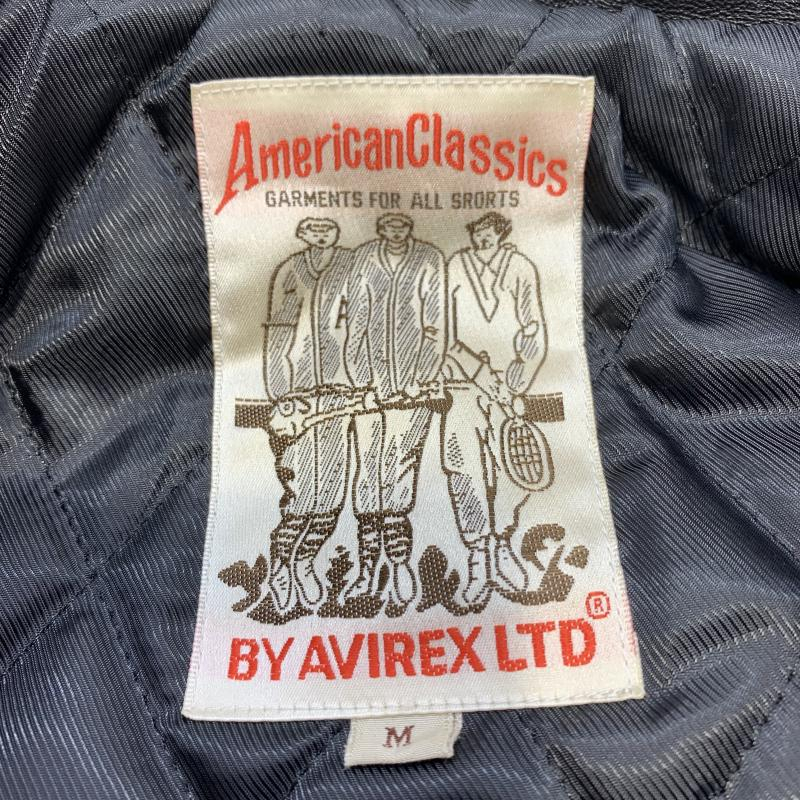 AmericanClassics
GARMENTS FOR ALL SRORTS
A
BY AVIREX LTD®
M